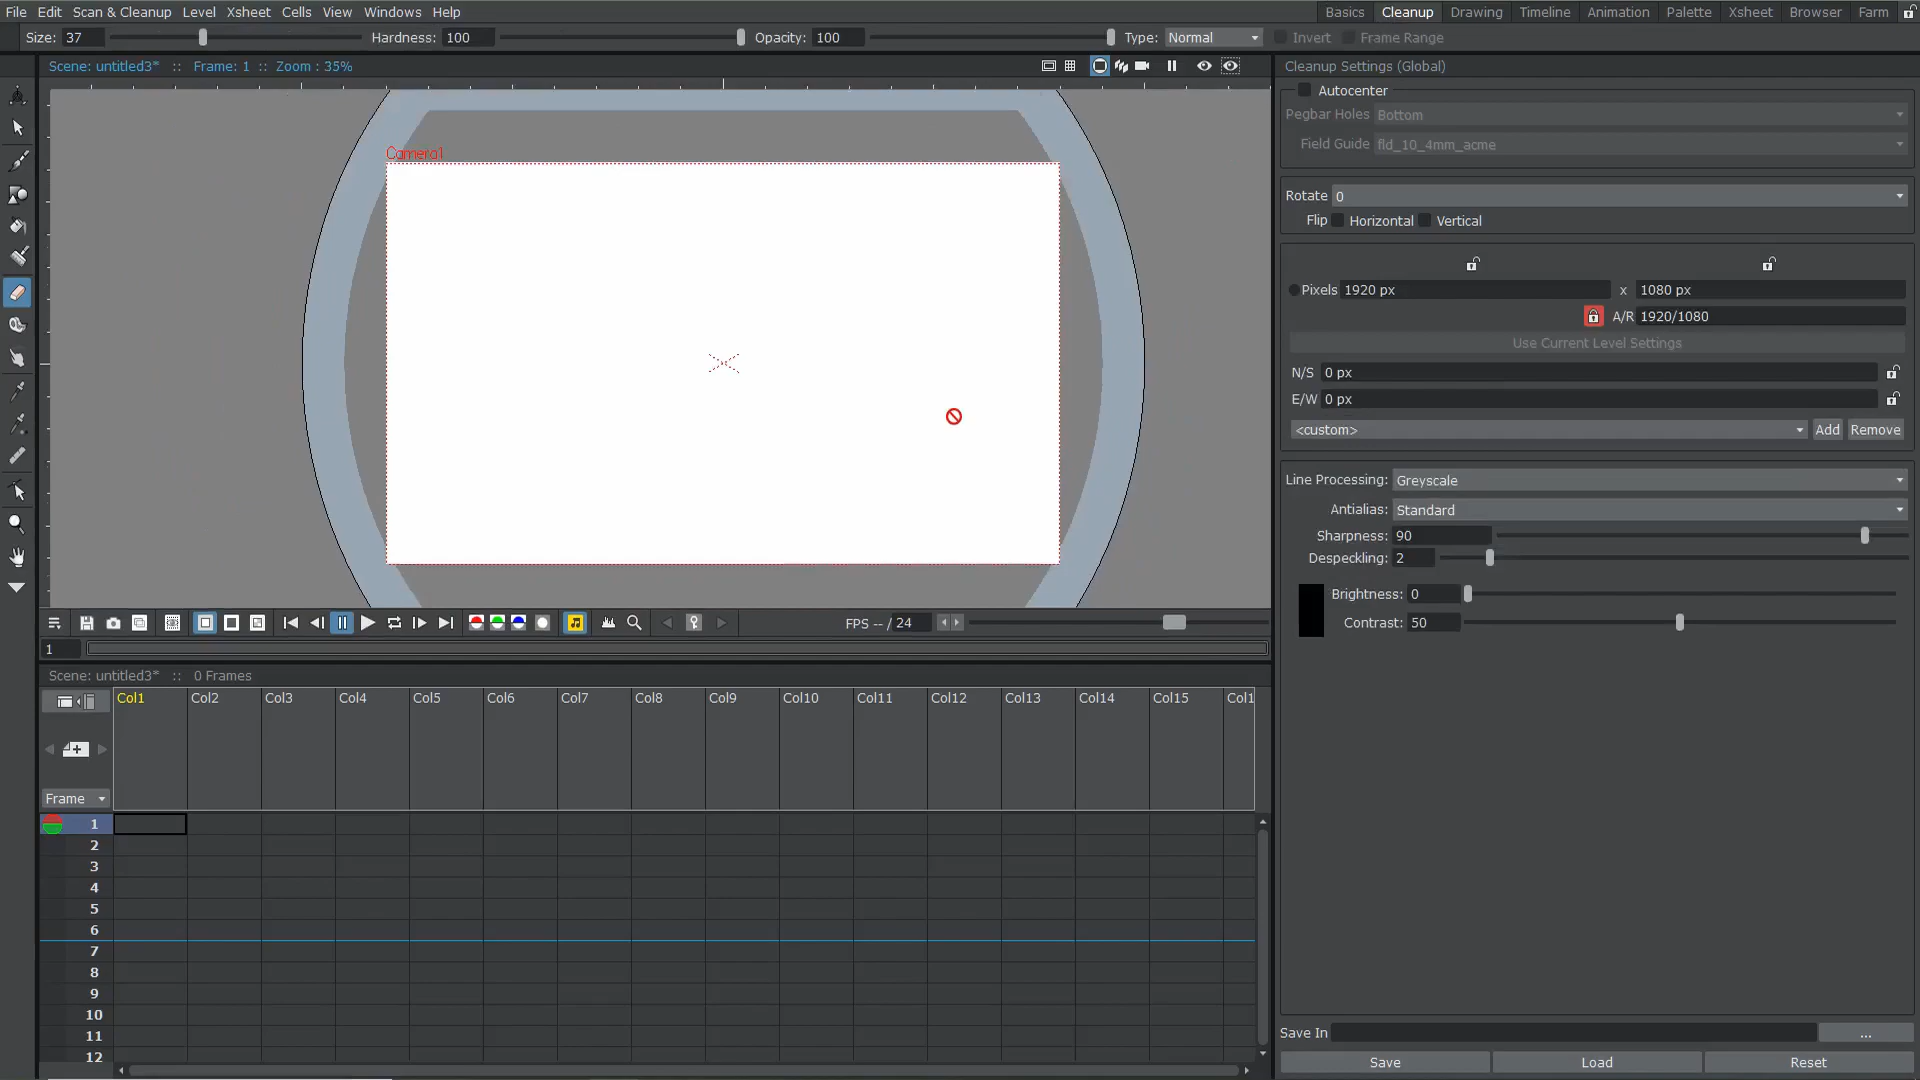 File Edit Scan & Cleanup Level Xsheet Cells View Windows Help
Basics Cleanup Drawing Timeline Animation Palette Xsheet Browser Farm
Size: 37 Hardness: 100 Opacity: 100 Type: Normal Invert Frame Range
Scene: untitled3* :: Frame: 1 :: Zoom : 35%
Camera1
Cleanup Settings (Global)
Autocenter
Pegbar Holes Bottom
Field Guide fld_10_4mm_acme
Rotate 0
Flip Horizontal Vertical
Pixels 1920 px x 1080 px
A/R 1920/1080
Use Current Level Settings
N/S 0 px
E/W 0 px
<custom> Add Remove
Line Processing: Greyscale
Antialias: Standard
Sharpness: 90
Despeckling: 2
Brightness: 0
Contrast: 50
FPS -- / 24
1
Scene: untitled3* :: 0 Frames
Col1 Col2 Col3 Col4 Col5 Col6 Col7 Col8 Col9 Col10 Col11 Col12 Col13 Col14 Col15 Col1
Frame
1
2
3
4
5
6
7
8
9
10
11
12
Save In ...
Save Load Reset